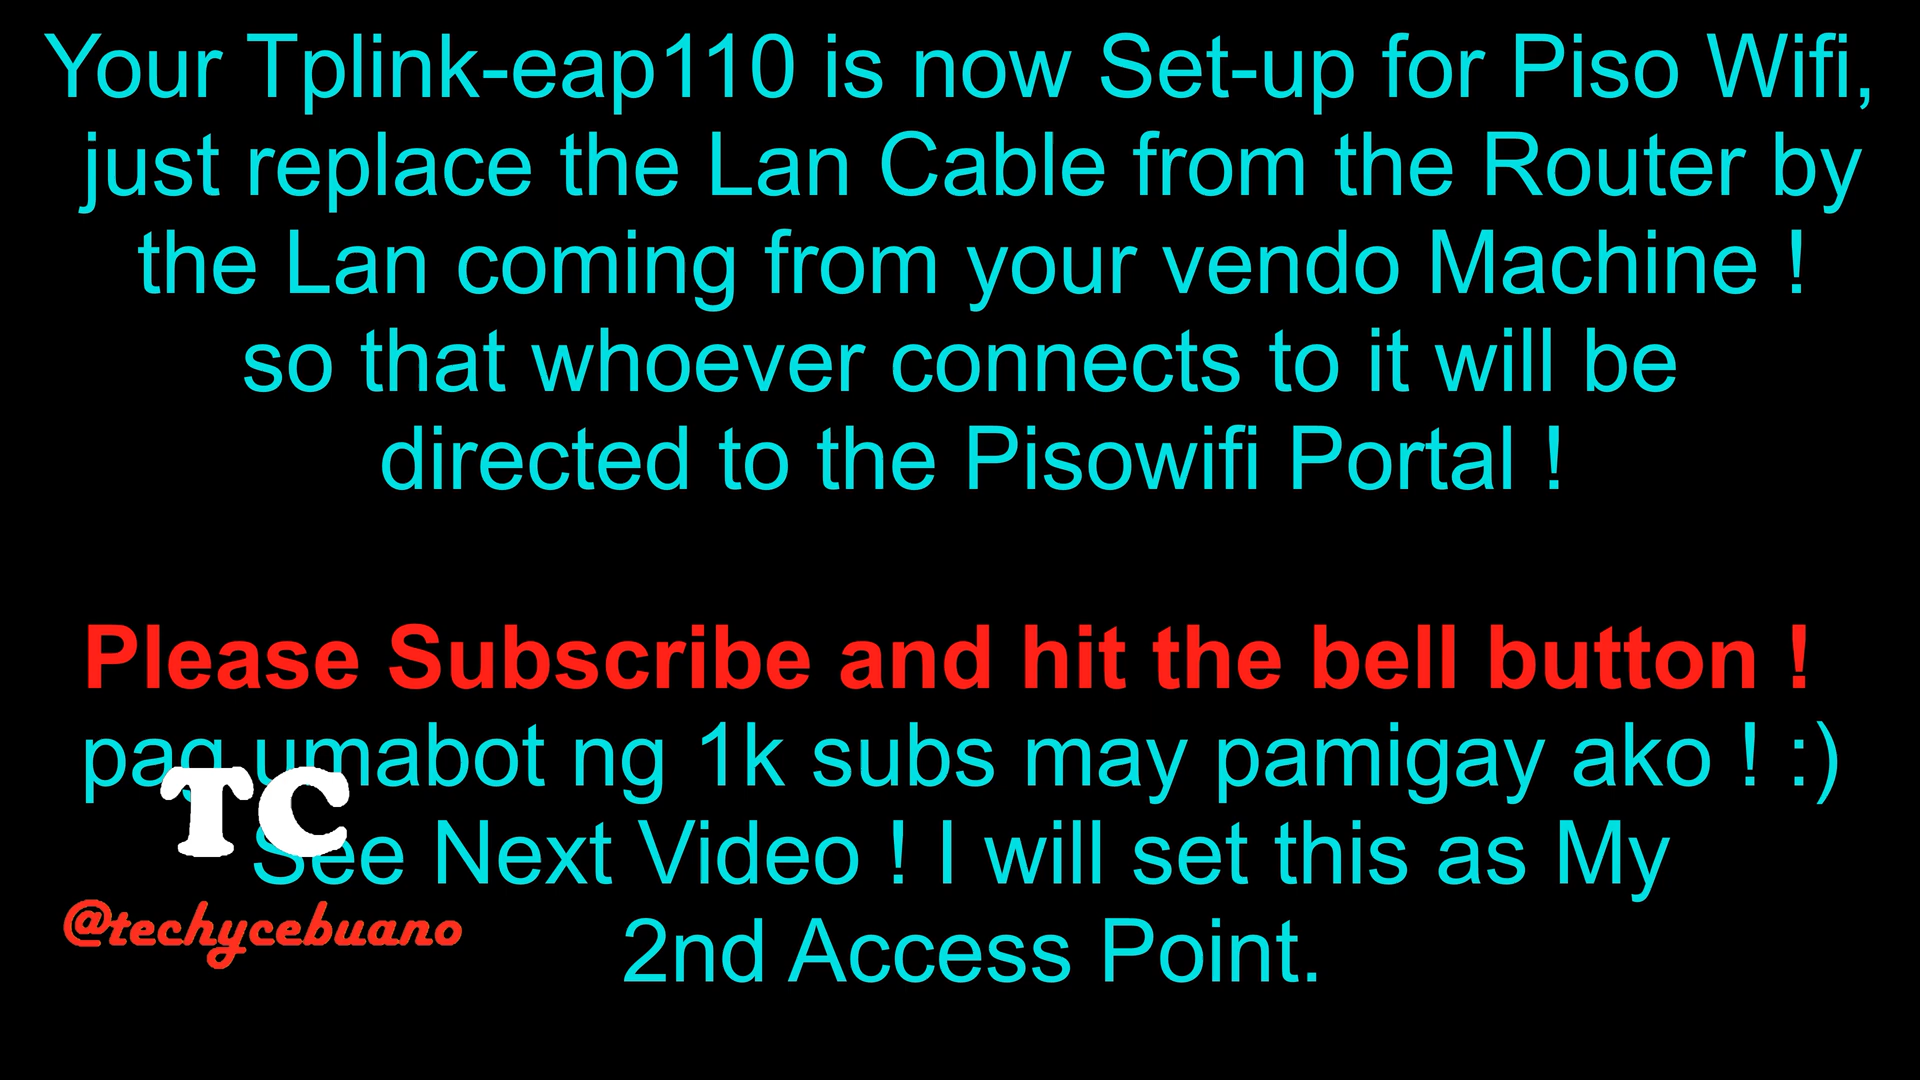 Your Tplink-eap110 is now Set-up for Piso Wifi,
just replace the Lan Cable from the Router by
the Lan coming from your vendo Machine !
so that whoever connects to it will be
directed to the Pisowifi Portal !
Please Subscribe and hit the bell button !
pag umabot ng 1k subs may pamigay ako ! :)
TC
See Next Video ! I will set this as My
@techycebuano
2nd Access Point.